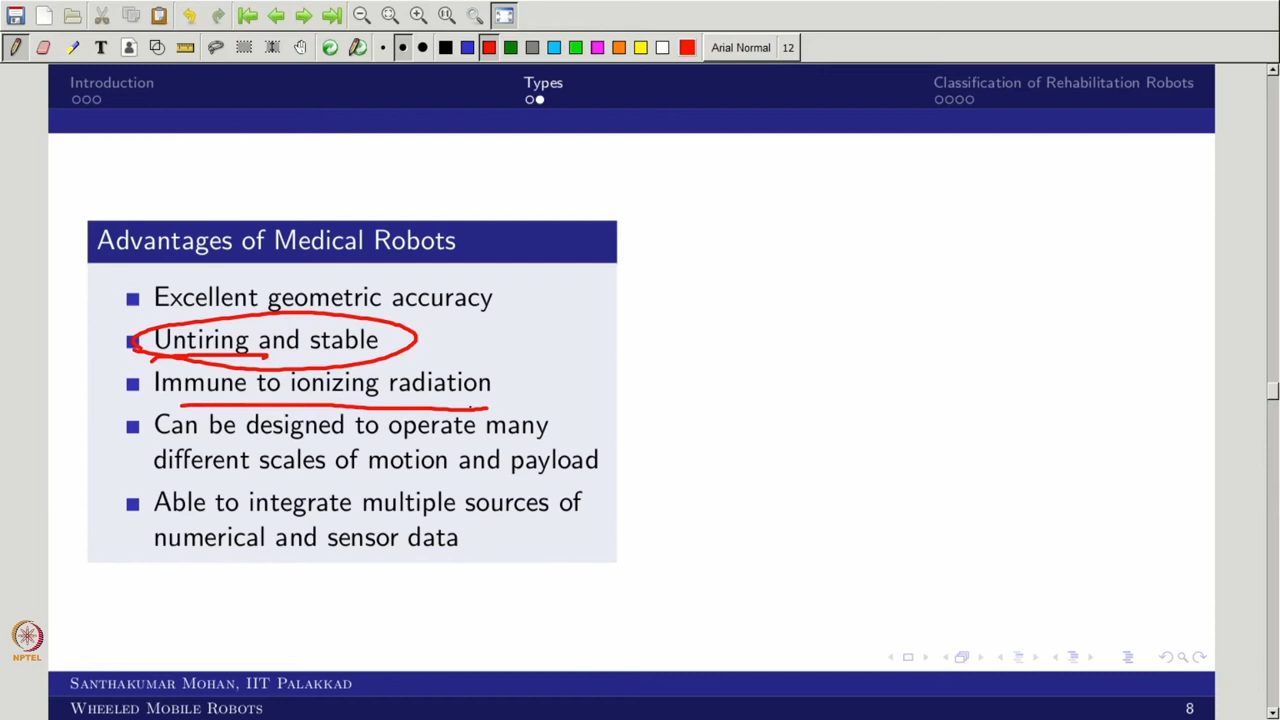 Arial Normal 12
Introduction Types Classification of Rehabilitation Robots
Advantages of Medical Robots
Excellent geometric accuracy
Untiring and stable
Immune to ionizing radiation
Can be designed to operate many
different scales of motion and payload
Able to integrate multiple sources of
numerical and sensor data
NPTEL
Santhakumar Mohan, IIT Palakkad
Wheeled Mobile Robots 8